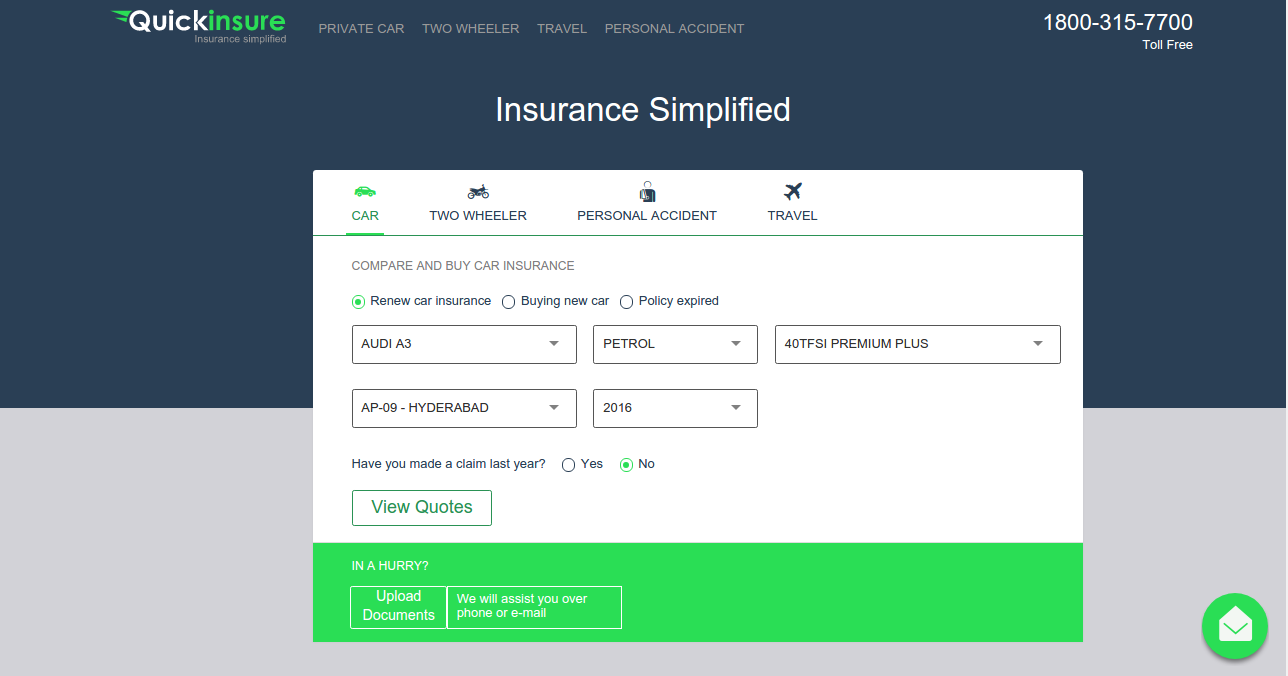 Quickinsure
Insurance simplified
PRIVATE CAR TWO WHEELER TRAVEL PERSONAL ACCIDENT
1800-315-7700
Toll Free
Insurance Simplified
CAR TWO WHEELER PERSONAL ACCIDENT TRAVEL
COMPARE AND BUY CAR INSURANCE
Renew car insurance Buying new car Policy expired
AUDI A3 PETROL 40TFSI PREMIUM PLUS
AP-09 - HYDERABAD 2016
Have you made a claim last year? Yes No
View Quotes
IN A HURRY?
Upload
Documents
We will assist you over
phone or e-mail